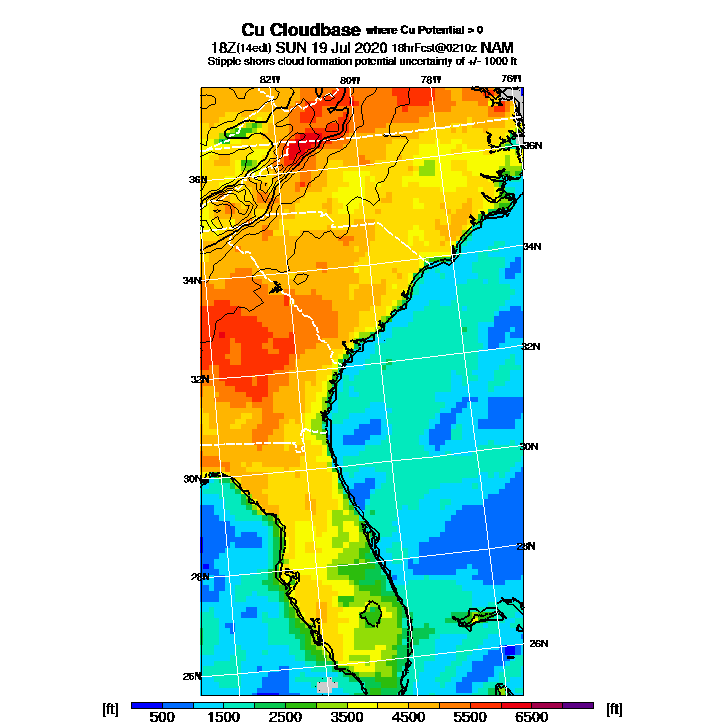 Cu Cloudbase where Cu Potential > 0
18Z(14edt) SUN 19 Jul 2020 18hrFcst@0210z NAM
Stipple shows cloud formation potential uncertainty of +/- 1000 ft
82W 80W 78W 76W
36N
36N
34N
34N
32N
32N
30N
30N
28N
28N
26N
26N
[ft] 500 1500 2500 3500 4500 5500 6500 [ft]